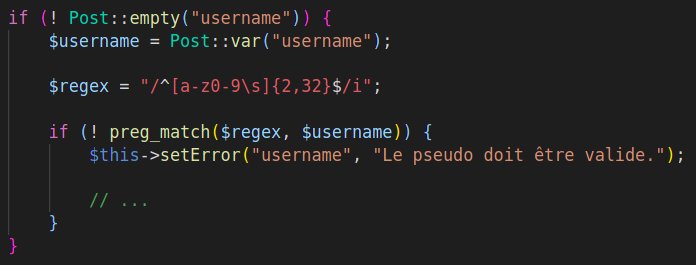 if (! Post::empty("username")) {
$username = Post::var("username");
$regex = "/^[a-z0-9\s]{2,32}$/i";
if (! preg_match($regex, $username)) {
$this->setError("username", "Le pseudo doit être valide.");
// ...
}
}